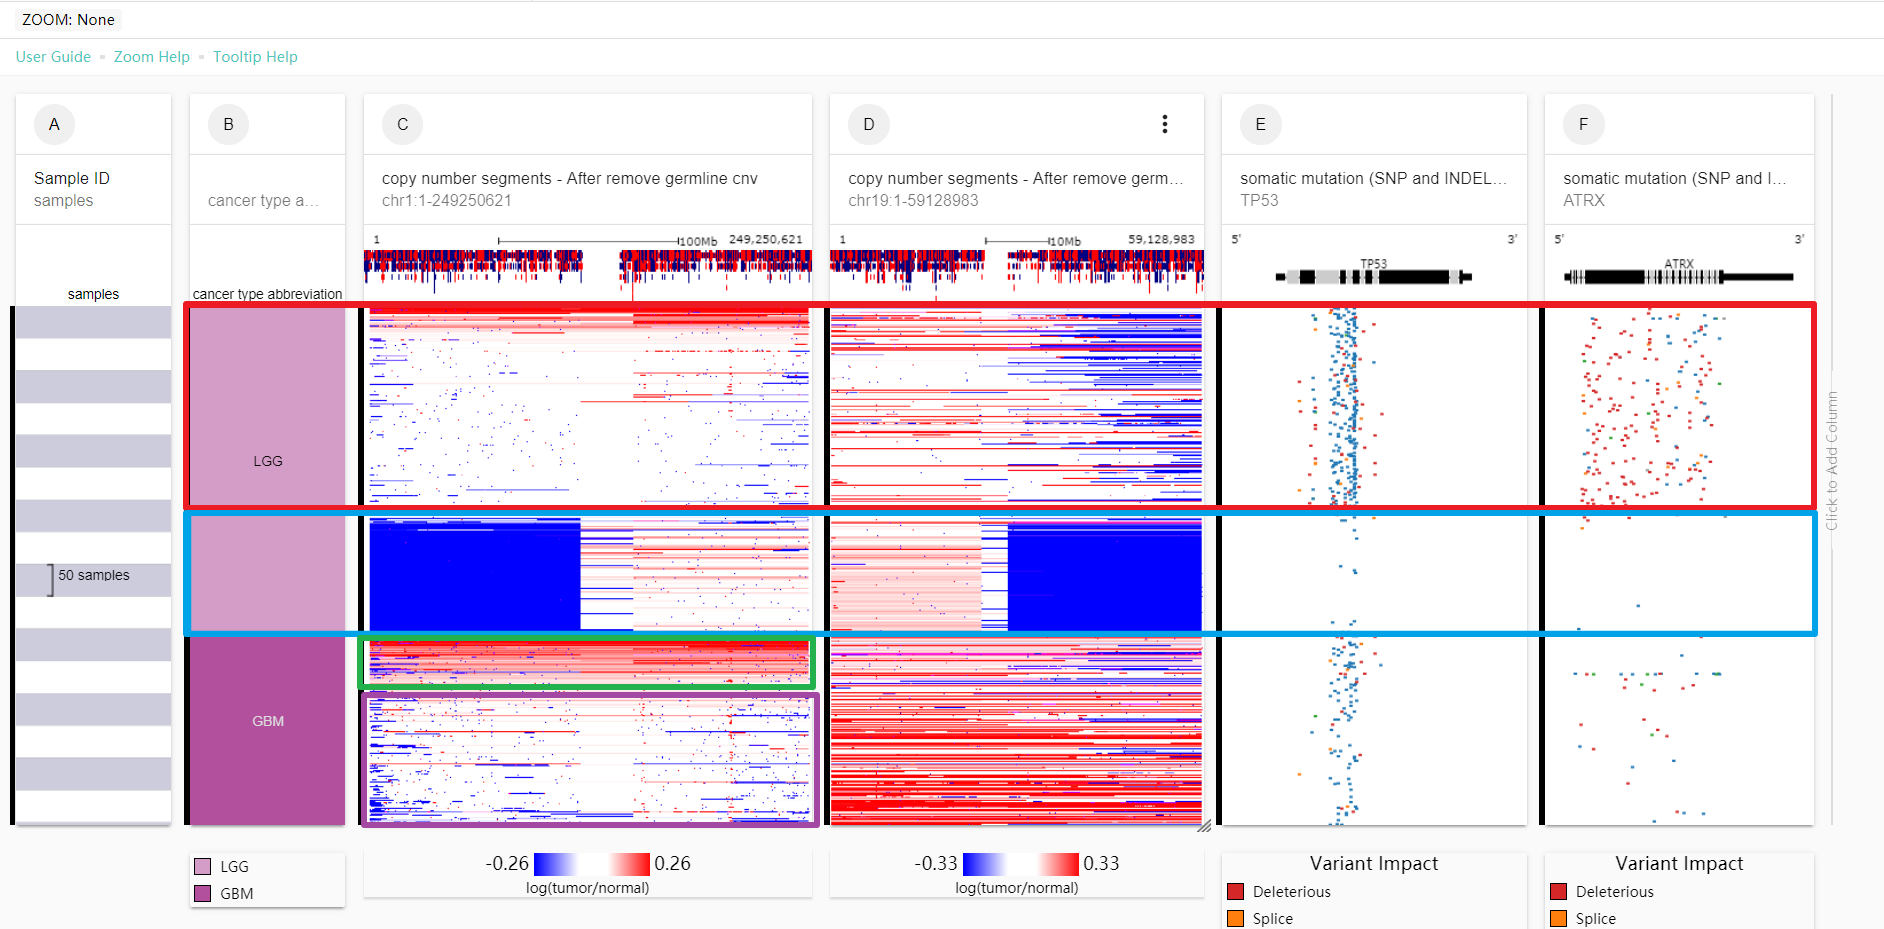 ZOOM: None
User Guide Zoom Help Tooltip Help
A
Sample ID
samples
samples
50 samples
B
cancer type a...
cancer type abbreviation
LGG
GBM
LGG
GBM
C
copy number segments - After remove germline cnv
chr1:1-249250621
1 100Mb 249,250,621
-0.26 0.26
log(tumor/normal)
D
copy number segments - After remove germ...
chr19:1-59128983
1 10Mb 59,128,983
-0.33 0.33
log(tumor/normal)
E
somatic mutation (SNP and INDEL...
TP53
5' 3'
TP53
Variant Impact
Deleterious
Splice
F
somatic mutation (SNP and I...
ATRX
5' 3'
ATRX
Variant Impact
Deleterious
Splice
Click to Add Column